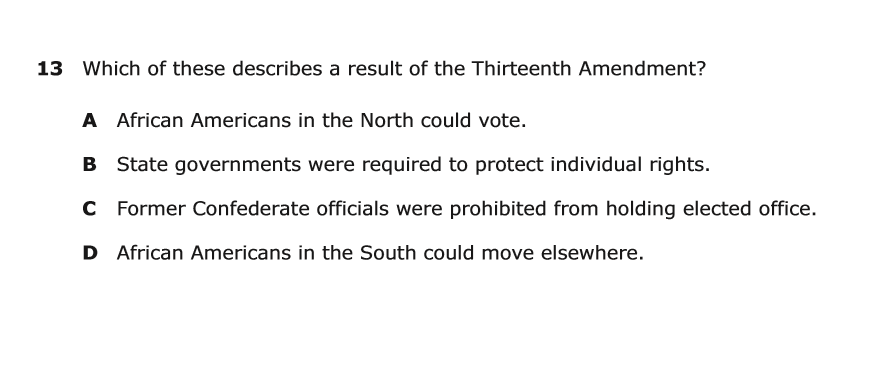 13 Which of these describes a result of the Thirteenth Amendment?
A African Americans in the North could vote.
B State governments were required to protect individual rights.
C Former Confederate officials were prohibited from holding elected office.
D African Americans in the South could move elsewhere.